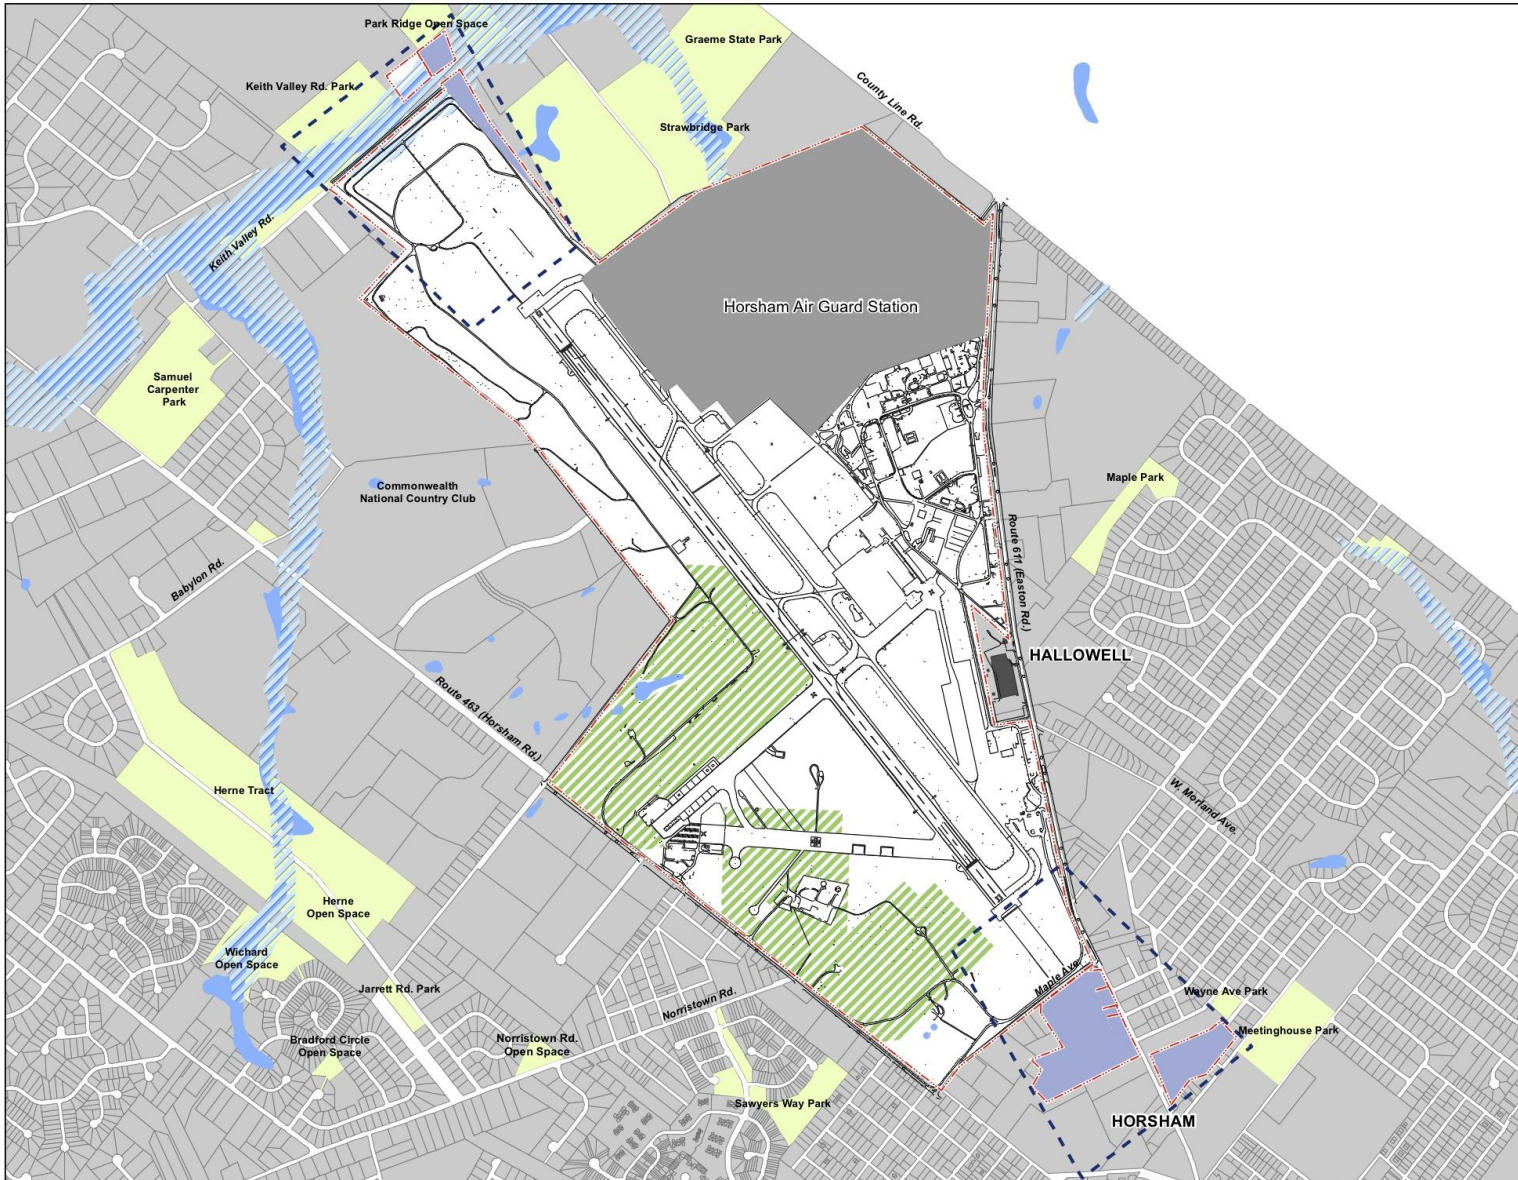 Park Ridge Open Space
Graeme State Park
Keith Valley Rd. Park
County Line Rd.
Strawbridge Park
Keith Valley Rd.
Horsham Air Guard Station
Samuel
Carpenter
Park
Commonwealth
National Country Club
Maple Park
Route 611 (Easton Rd.)
Babylon Rd.
HALLOWELL
Route 463 (Horsham Rd.)
W. Morland Ave.
Herne Tract
Herne
Open Space
Wichard
Open Space
Jarrett Rd. Park
Norristown Rd.
Maple Ave.
Wayne Ave Park
Meetinghouse Park
Bradford Circle
Open Space
Norristown Rd.
Open Space
Sawyers Way Park
HORSHAM